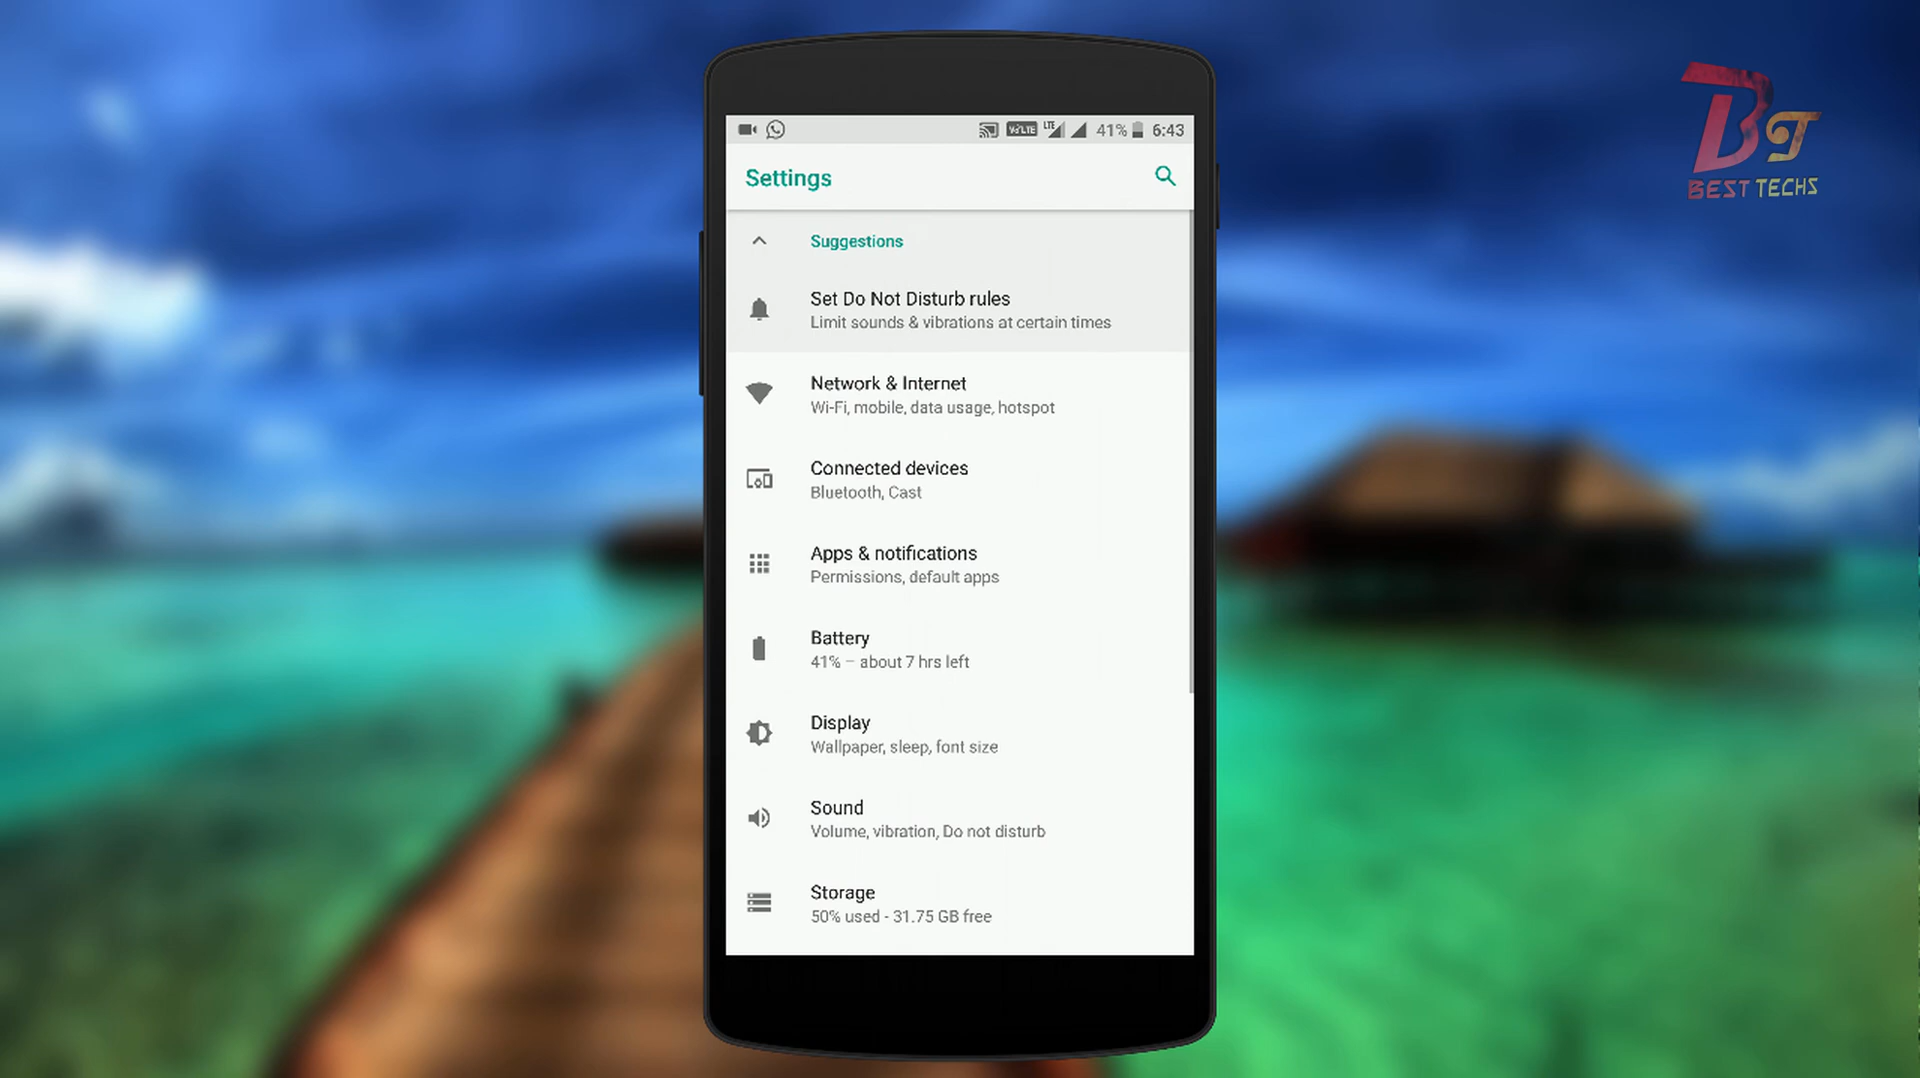 VoLTE LTE 41% 6:43
Settings
Suggestions
Set Do Not Disturb rules
Limit sounds & vibrations at certain times
Network & Internet
Wi-Fi, mobile, data usage, hotspot
Connected devices
Bluetooth, Cast
Apps & notifications
Permissions, default apps
Battery
41% – about 7 hrs left
Display
Wallpaper, sleep, font size
Sound
Volume, vibration, Do not disturb
Storage
50% used - 31.75 GB free
BT
BEST TECHS